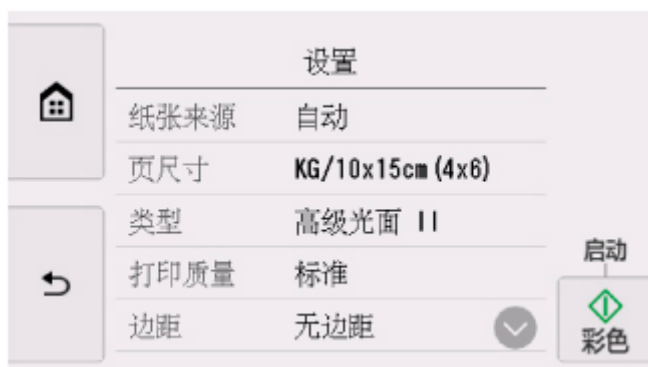 设置
纸张来源 自动
页尺寸 KG/10x15cm(4x6)
类型 高级光面 II
打印质量 标准
边距 无边距
启动
彩色